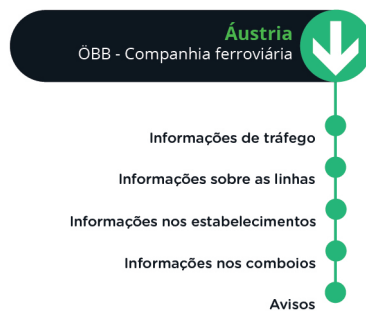 Áustria
ÖBB - Companhia ferroviária
Informações de tráfego
Informações sobre as linhas
Informações nos estabelecimentos
Informações nos comboios
Avisos